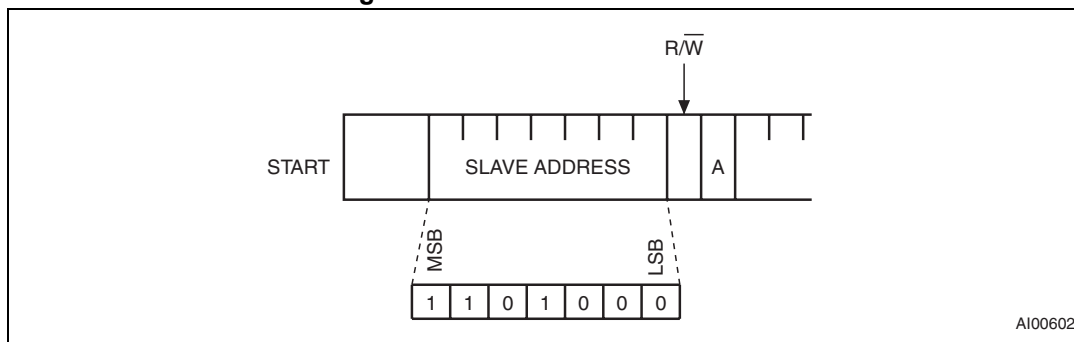 R/W̅
START
SLAVE ADDRESS
A
MSB
LSB
1 1 0 1 0 0 0
AI00602